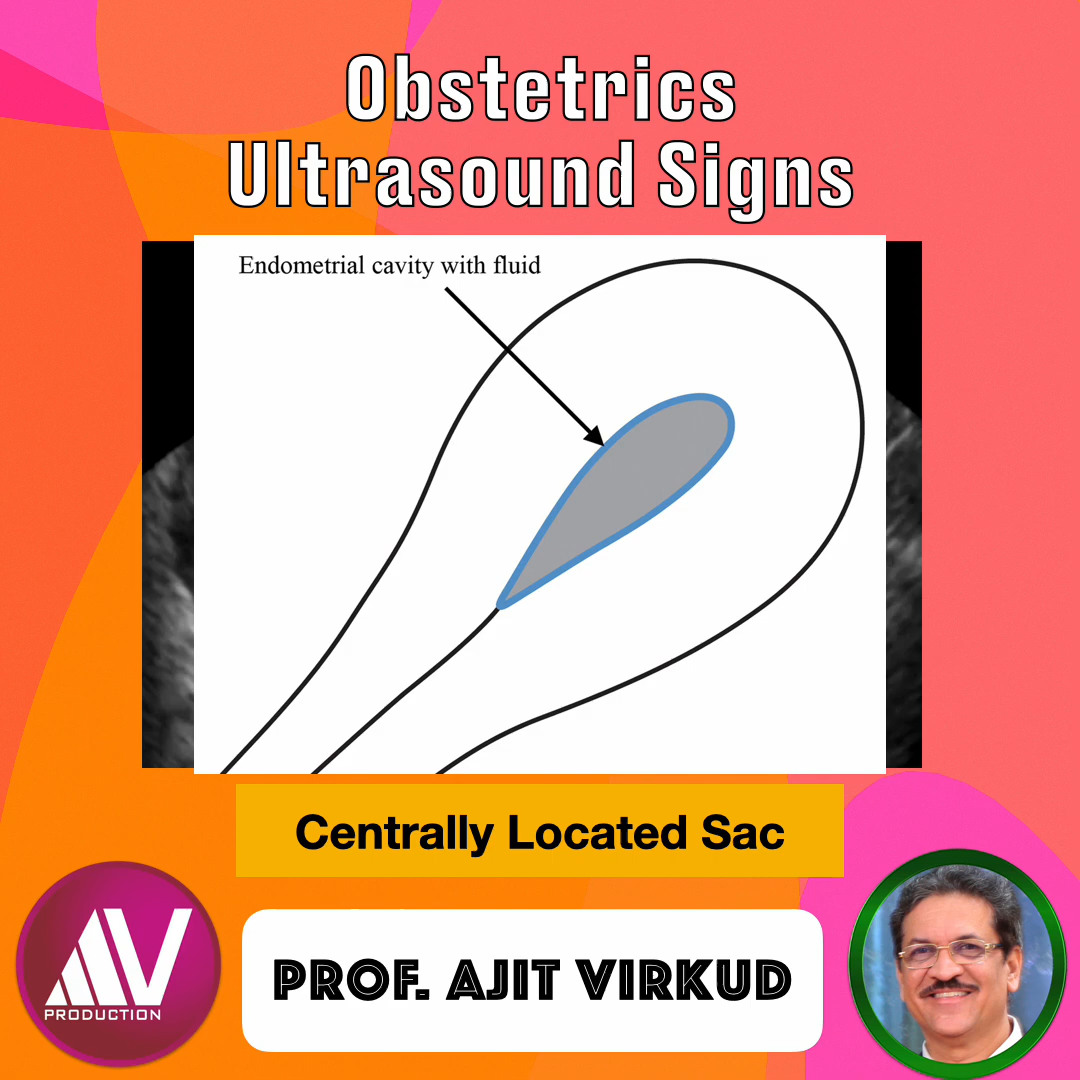 Obstetrics
Ultrasound Signs
Endometrial cavity with fluid
Centrally Located Sac
PROF. AJIT VIRKUD
AV
PRODUCTION